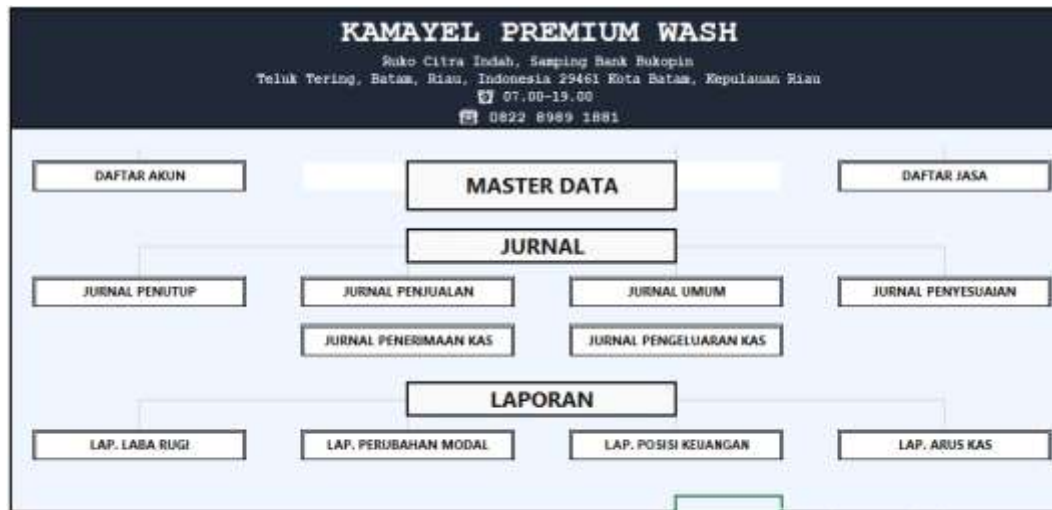 KAMAYEL PREMIUM WASH
Ruko Citra Indah, Samping Bank Bukopin
Teluk Tering, Batam, Riau, Indonesia 29461 Kota Batam, Kepulauan Riau
07.00-19.00
0822 8989 1881
DAFTAR AKUN
MASTER DATA
DAFTAR JASA
JURNAL
JURNAL PENUTUP
JURNAL PENJUALAN
JURNAL UMUM
JURNAL PENYESUAIAN
JURNAL PENERIMAAN KAS
JURNAL PENGELUARAN KAS
LAPORAN
LAP. LABA RUGI
LAP. PERUBAHAN MODAL
LAP. POSISI KEUANGAN
LAP. ARUS KAS